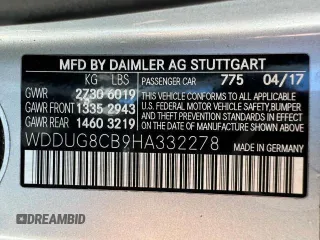 MFD BY DAIMLER AG STUTTGART
KG LBS PASSENGER CAR 775 04/17
GVWR 2730 6019
GAWR FRONT 1335 2943
GAWR REAR 1460 3219
THIS VEHICLE CONFORMS TO ALL APPLICABLE
U.S. FEDERAL MOTOR VEHICLE SAFETY,
BUMPER, AND THEFT PREVENTION STANDARDS
IN EFFECT ON THE DATE OF
MANUFACTURE SHOWN ABOVE.
WDDUG8CB9HA332278
MADE IN GERMANY
DREAMBID